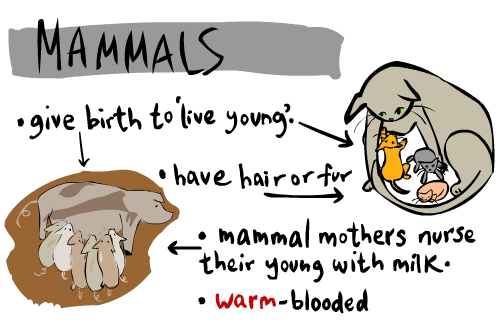 MAMMALS
•give birth to 'live young'.
•have hair or fur
• mammal mothers nurse
their young with milk.
• warm-blooded